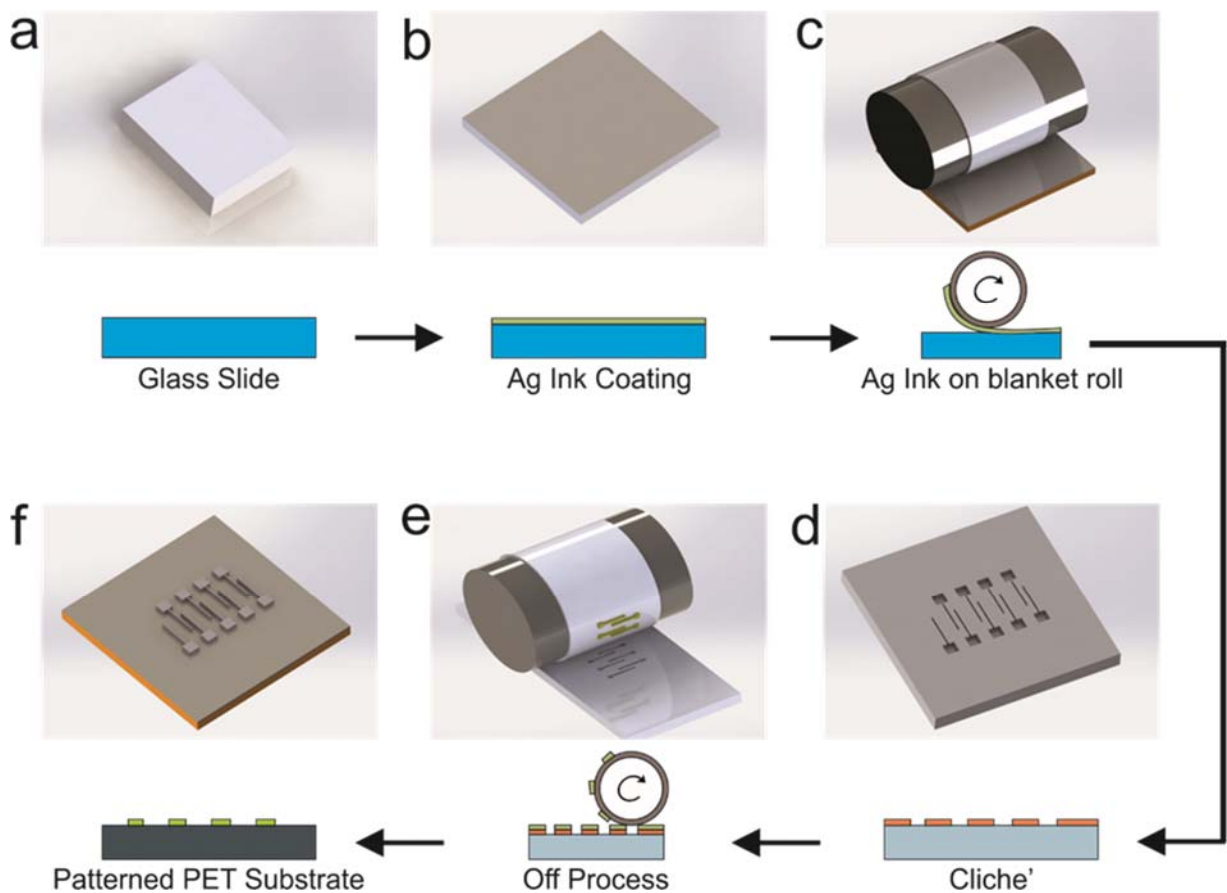 a
b
c
Glass Slide
Ag Ink Coating
Ag Ink on blanket roll
f
e
d
Patterned PET Substrate
Off Process
Cliche'